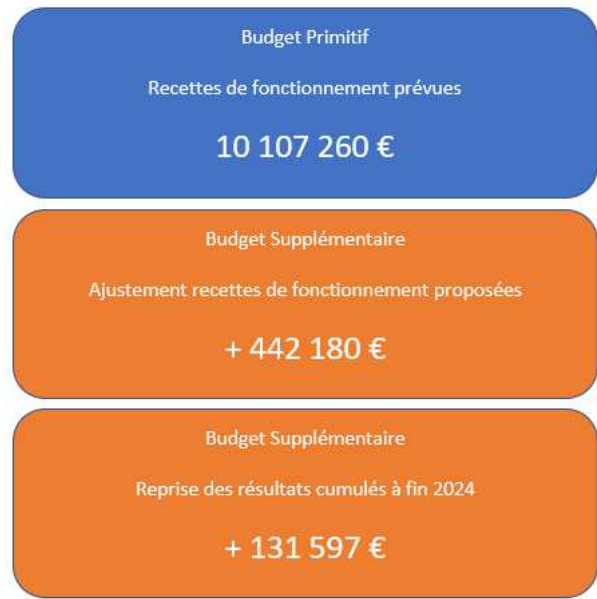 Budget Primitif
Recettes de fonctionnement prévues
10 107 260 €
Budget Supplémentaire
Ajustement recettes de fonctionnement proposées
+ 442 180 €
Budget Supplémentaire
Reprise des résultats cumulés à fin 2024
+ 131 597 €